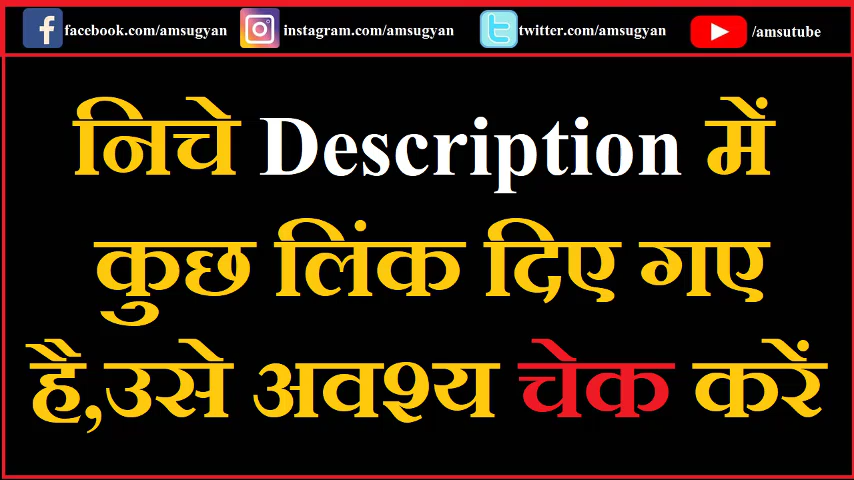 facebook.com/amsugyan instagram.com/amsugyan twitter.com/amsugyan /amsutube
निचे Description में
कुछ लिंक दिए गए
है,उसे अवश्य चेक करें